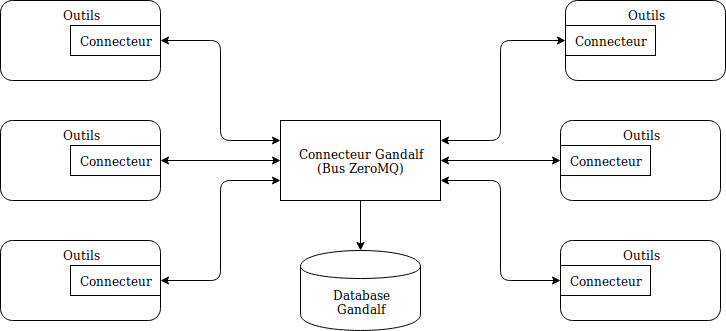 Outils
Connecteur
Outils
Connecteur
Outils
Connecteur
Connecteur Gandalf
(Bus ZeroMQ)
Outils
Connecteur
Outils
Connecteur
Outils
Connecteur
Database
Gandalf